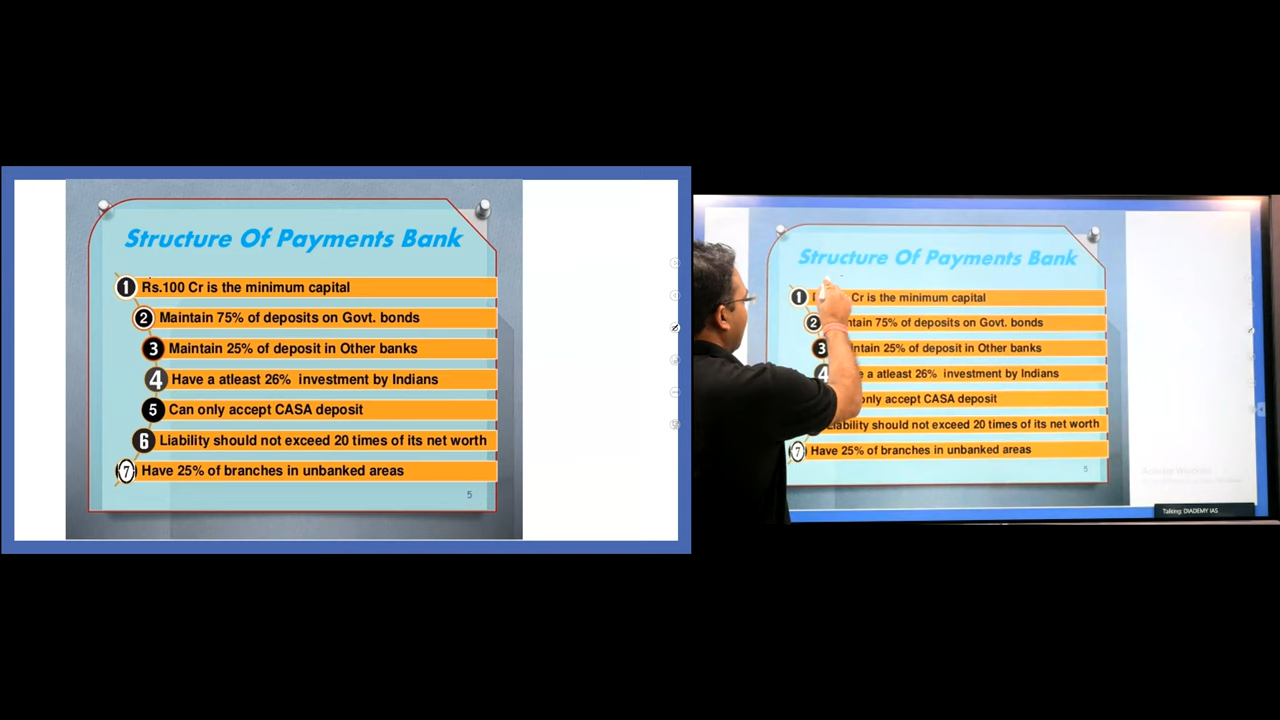 Structure Of Payments Bank
1 Rs.100 Cr is the minimum capital
2 Maintain 75% of deposits on Govt. bonds
3 Maintain 25% of deposit in Other banks
4 Have a atleast 26% investment by Indians
5 Can only accept CASA deposit
6 Liability should not exceed 20 times of its net worth
7 Have 25% of branches in unbanked areas
5
Structure Of Payments Bank
1 Cr is the minimum capital
2 75% of deposits on Govt. bonds
3 25% of deposit in Other banks
4 a atleast 26% investment by Indians
only accept CASA deposit
Liability should not exceed 20 times of its net worth
7 Have 25% of branches in unbanked areas
5
Activate Windows
Talking: DIADEMY IAS